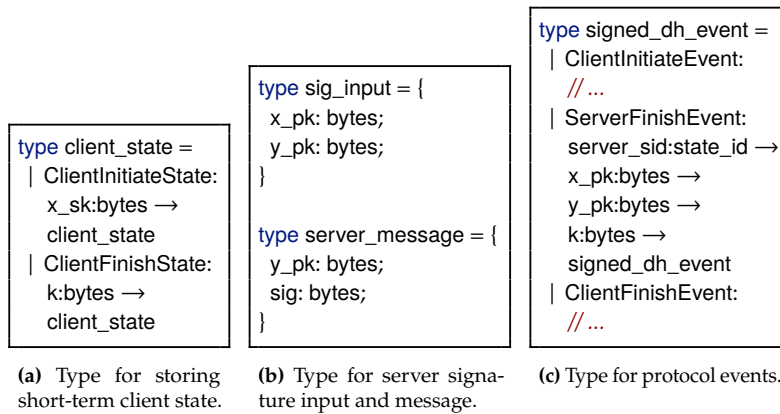 type client_state =
| ClientInitiateState:
x_sk:bytes →
client_state
| ClientFinishState:
k:bytes →
client_state
(a) Type for storing
short-term client state.
type sig_input = {
x_pk: bytes;
y_pk: bytes;
}
type server_message = {
y_pk: bytes;
sig: bytes;
}
(b) Type for server signa-
ture input and message.
type signed_dh_event =
| ClientInitiateEvent:
// ...
| ServerFinishEvent:
server_sid:state_id →
x_pk:bytes →
y_pk:bytes →
k:bytes →
signed_dh_event
| ClientFinishEvent:
// ...
(c) Type for protocol events.